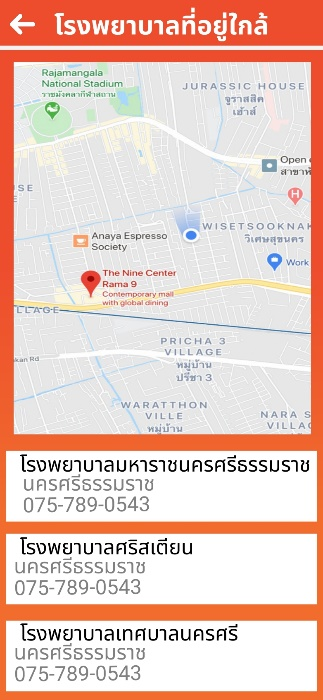 โรงพยาบาลที่อยู่ใกล้
Rajamangala
National Stadium
ราชมังคลากีฬาสถาน
JURASSIC HOUSE
จูราสสิค
เฮ้าส์
Open
สาขาหั
USE
H
WISETSOOKNAK
วิเศษสุขนคร
Anaya Espresso
Society
Work
The Nine Center
Rama 9
Contemporary mall
with global dining
LLAGE
PRICHA 3
VILLAGE
หมู่บ้าน
ปรีชา 3
kan Rd
WARATTHON
VILLE
หมู่บ้าน
NARA S
VILLAG
โรงพยาบาลมหาราชนครศรีธรรมราช
นครศรีธรรมราช
075-789-0543
โรงพยาบาลคริสเตียน
นครศรีธรรมราช
075-789-0543
โรงพยาบาลเทศบาลนครศรี
นครศรีธรรมราช
075-789-0543